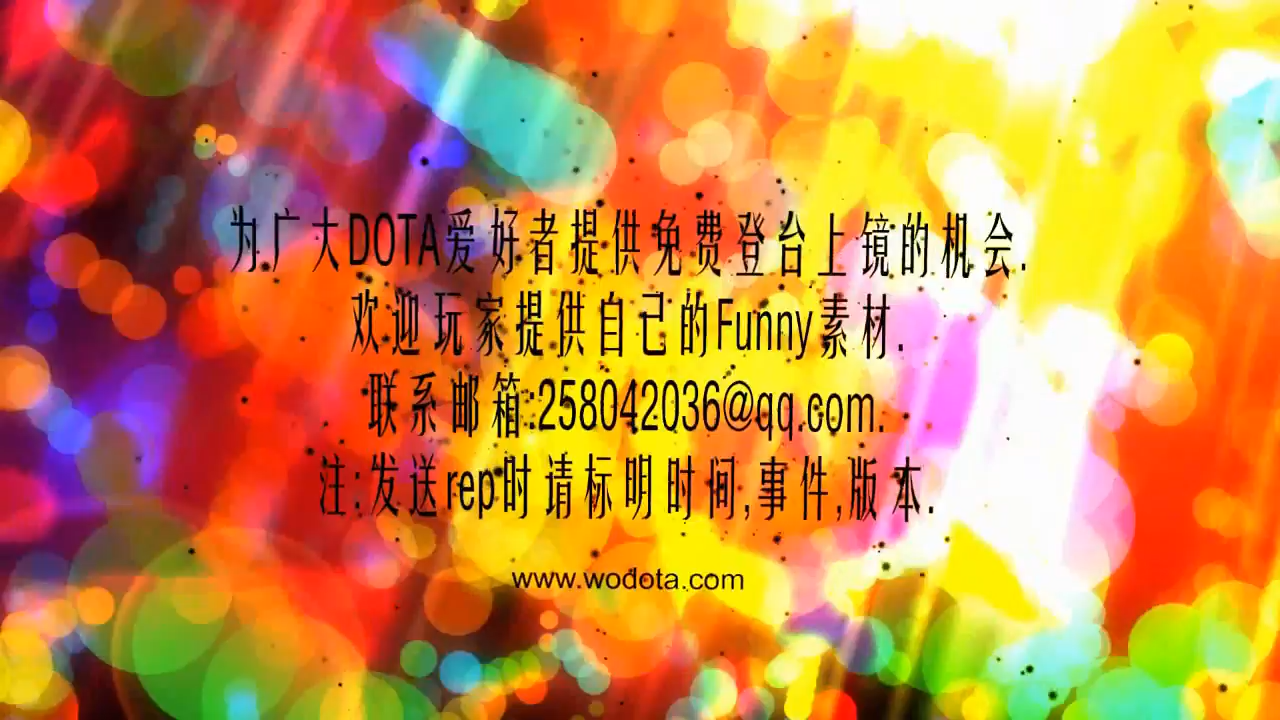 为广大DOTA爱好者提供免费登台上镜的机会.
欢迎玩家提供自己的Funny素材.
联系邮箱:258042036@qq.com.
注:发送rep时请标明时间,事件,版本.
www.wodota.com